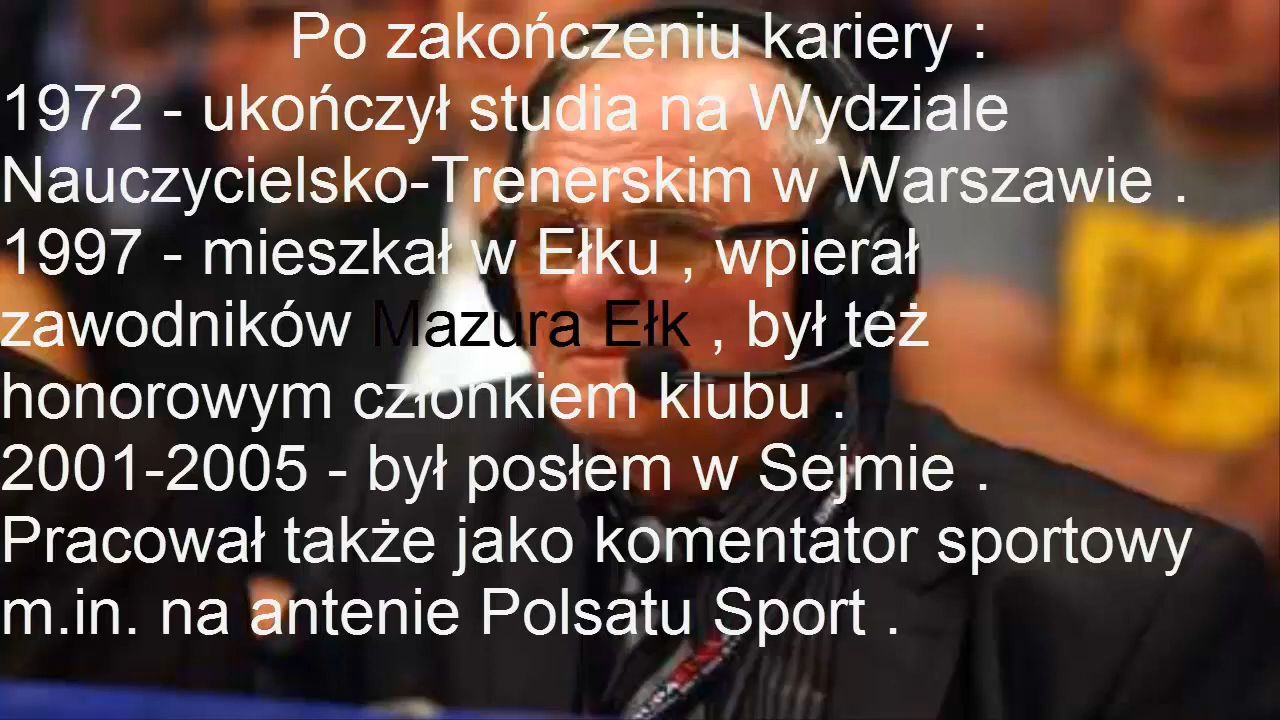 Po zakończeniu kariery :
1972 - ukończył studia na Wydziale
Nauczycielsko-Trenerskim w Warszawie .
1997 - mieszkał w Ełku , wpierał
zawodników Mazura Ełk , był też
honorowym członkiem klubu .
2001-2005 - był posłem w Sejmie .
Pracował także jako komentator sportowy
m.in. na antenie Polsatu Sport .